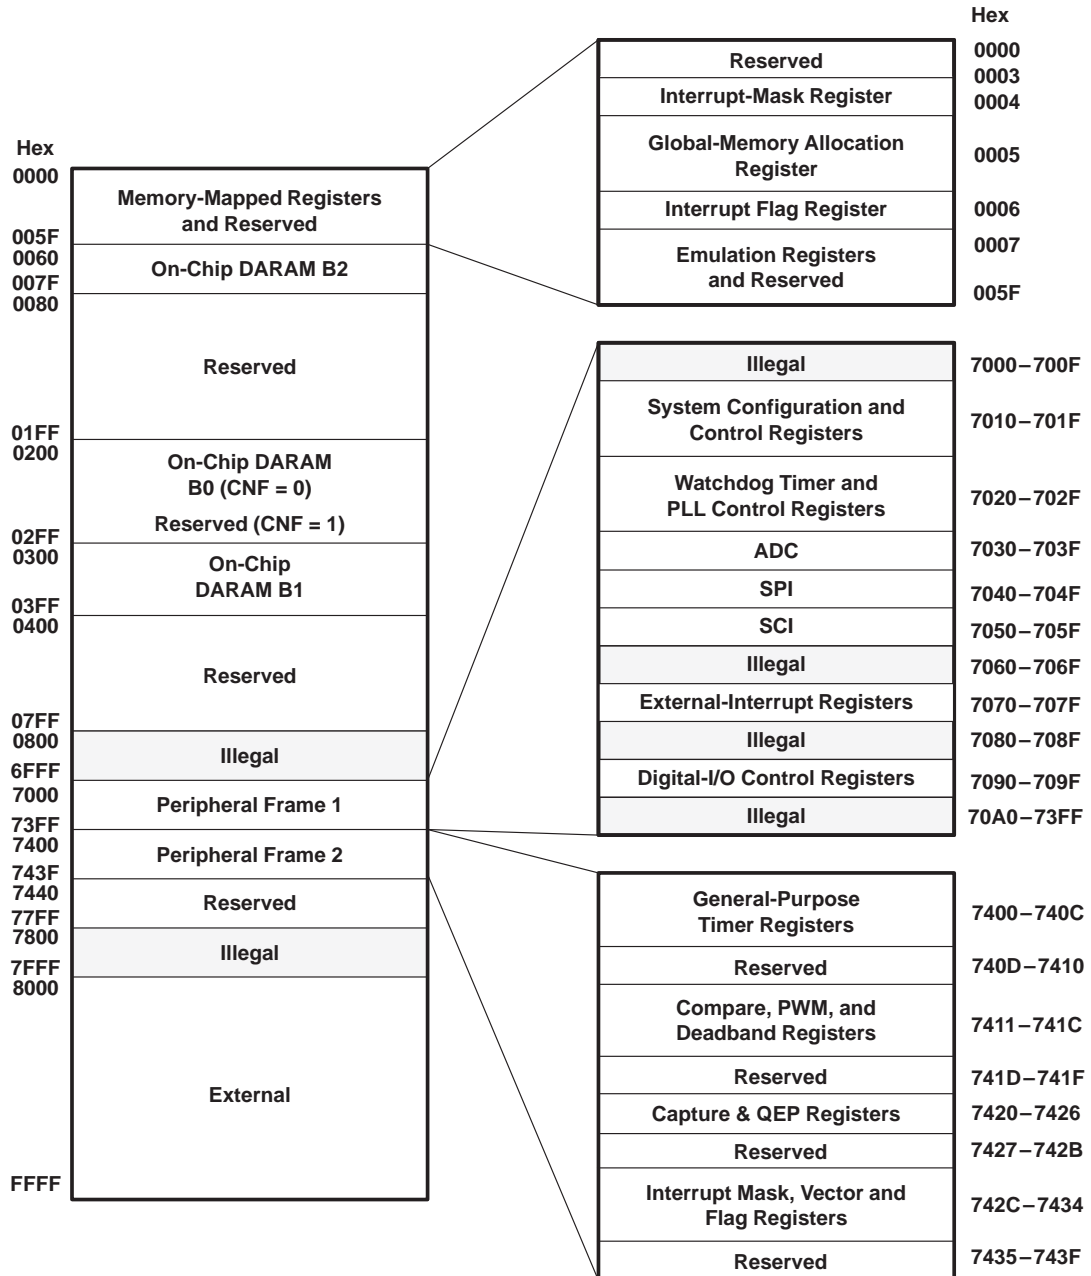 Hex
0000
Memory-Mapped Registers
and Reserved
005F
0060
On-Chip DARAM B2
007F
0080
Reserved
01FF
0200
On-Chip DARAM
B0 (CNF = 0)
Reserved (CNF = 1)
02FF
0300
On-Chip
DARAM B1
03FF
0400
Reserved
07FF
0800
Illegal
6FFF
7000
Peripheral Frame 1
73FF
7400
Peripheral Frame 2
743F
7440
Reserved
77FF
7800
Illegal
7FFF
8000
External
FFFF
Hex
Reserved
0000
0003
Interrupt-Mask Register
0004
Global-Memory Allocation
Register
0005
Interrupt Flag Register
0006
Emulation Registers
and Reserved
0007
005F
Illegal
7000–700F
System Configuration and
Control Registers
7010–701F
Watchdog Timer and
PLL Control Registers
7020–702F
ADC
7030–703F
SPI
7040–704F
SCI
7050–705F
Illegal
7060–706F
External-Interrupt Registers
7070–707F
Illegal
7080–708F
Digital-I/O Control Registers
7090–709F
Illegal
70A0–73FF
General-Purpose
Timer Registers
7400–740C
Reserved
740D–7410
Compare, PWM, and
Deadband Registers
7411–741C
Reserved
741D–741F
Capture & QEP Registers
7420–7426
Reserved
7427–742B
Interrupt Mask, Vector and
Flag Registers
742C–7434
Reserved
7435–743F